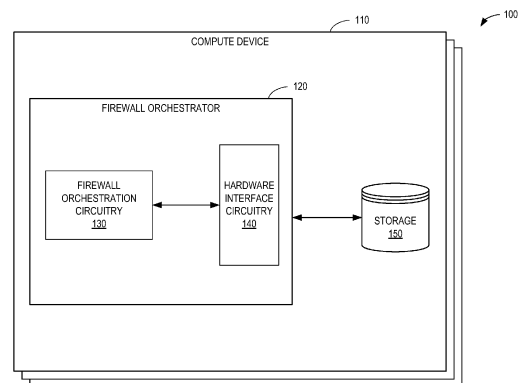 100
110
COMPUTE DEVICE
120
FIREWALL ORCHESTRATOR
FIREWALL
ORCHESTRATION
CIRCUITRY
130
HARDWARE
INTERFACE
CIRCUITRY
140
STORAGE
150